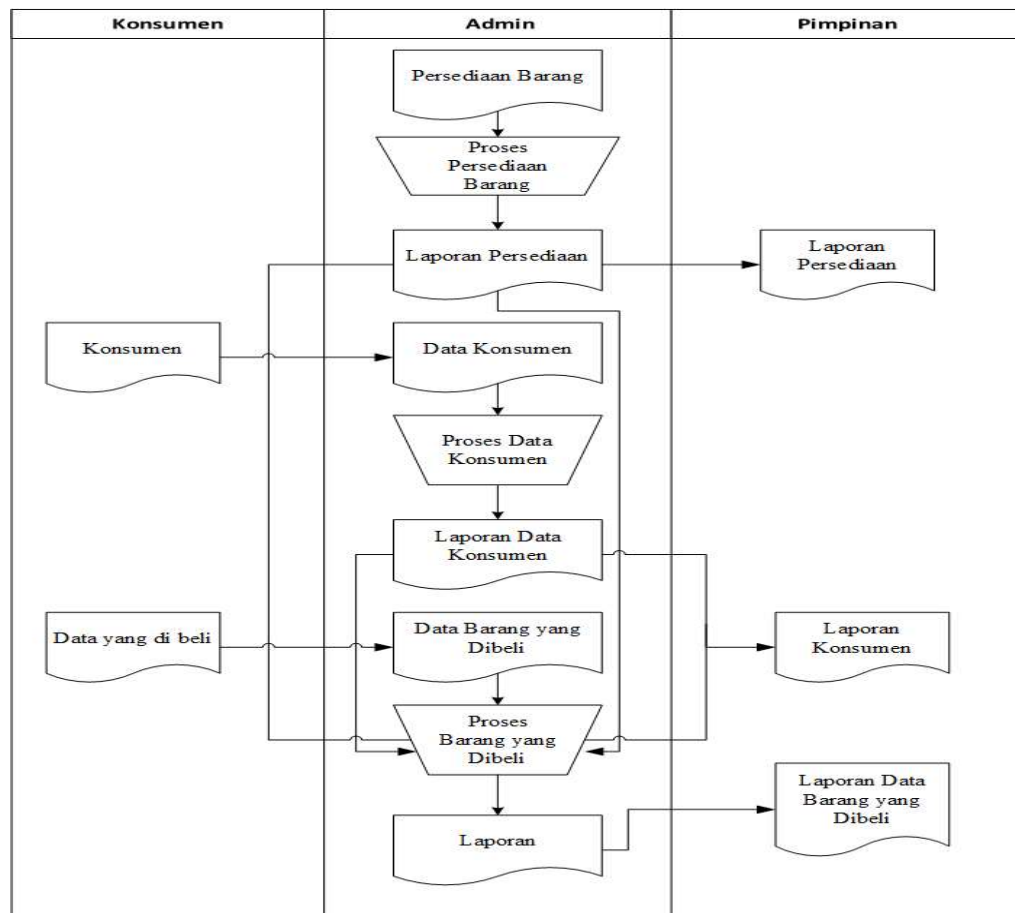 Konsumen
Admin
Pimpinan
Persediaan Barang
Proses
Persediaan
Barang
Laporan Persediaan
Laporan
Persediaan
Konsumen
Data Konsumen
Proses Data
Konsumen
Laporan Data
Konsumen
Data yang di beli
Data Barang yang
Dibeli
Laporan
Konsumen
Proses
Barang yang
Dibeli
Laporan Data
Barang yang
Dibeli
Laporan